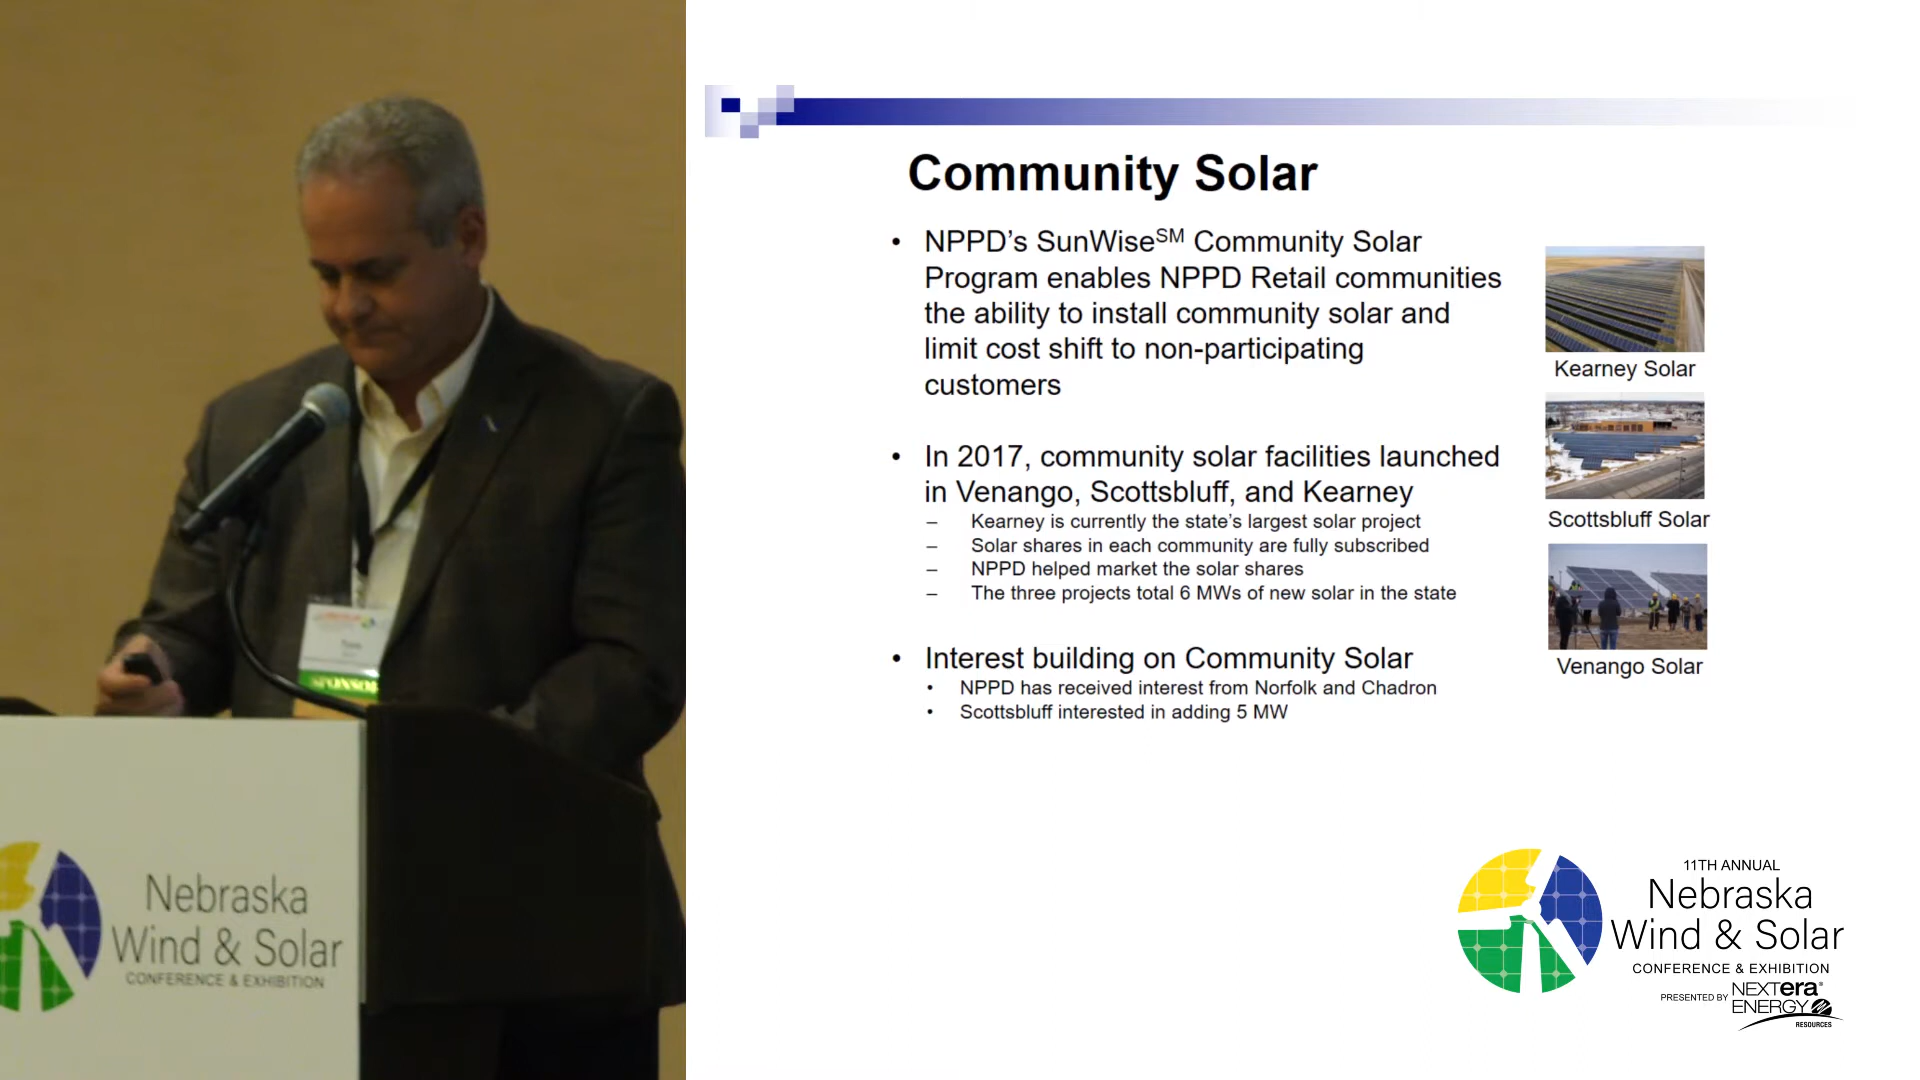 Community Solar
• NPPD’s SunWiseSM Community Solar
Program enables NPPD Retail communities
the ability to install community solar and
limit cost shift to non-participating
customers
• In 2017, community solar facilities launched
in Venango, Scottsbluff, and Kearney
– Kearney is currently the state’s largest solar project
– Solar shares in each community are fully subscribed
– NPPD helped market the solar shares
– The three projects total 6 MWs of new solar in the state
• Interest building on Community Solar
• NPPD has received interest from Norfolk and Chadron
• Scottsbluff interested in adding 5 MW
Kearney Solar
Scottsbluff Solar
Venango Solar
SPONSOR
Nebraska
Wind & Solar
CONFERENCE & EXHIBITION
11TH ANNUAL
Nebraska
Wind & Solar
CONFERENCE & EXHIBITION
PRESENTED BY
NEXTera®
ENERGY
RESOURCES